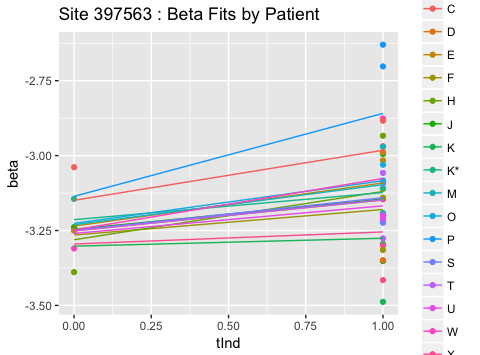 Site 397563 : Beta Fits by Patient
beta
-2.75
-3.00
-3.25
-3.50
0.00 0.25 0.50 0.75 1.00
tInd
C
D
E
F
H
J
K
K*
M
O
P
S
T
U
W